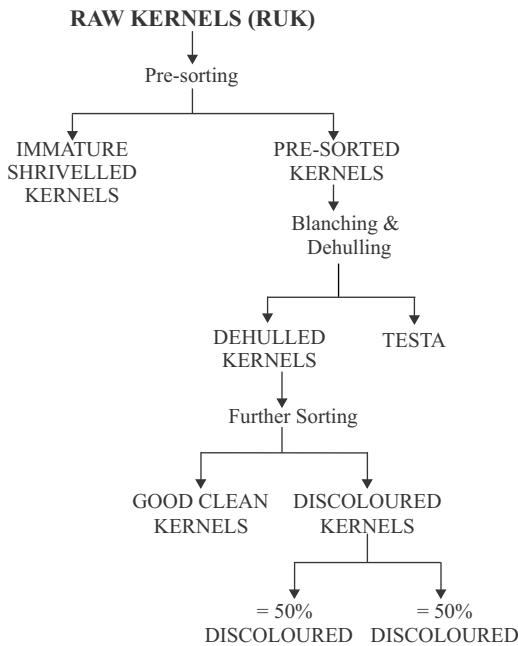 RAW KERNELS (RUK)
Pre-sorting
IMMATURE
SHRIVELLED
KERNELS
PRE-SORTED
KERNELS
Blanching &
Dehulling
DEHULLED
KERNELS
TESTA
Further Sorting
GOOD CLEAN
KERNELS
DISCOLOURED
KERNELS
= 50%
DISCOLOURED
= 50%
DISCOLOURED